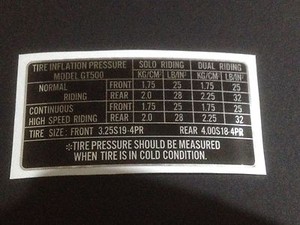 TIRE INFLATION PRESSURE SOLO RIDING DUAL RIDING
MODEL GT500 KG/CM² LB/IN² KG/CM² LB/IN²
NORMAL FRONT 1.75 25 1.75 25
RIDING REAR 2.0 28 2.25 32
CONTINUOUS FRONT 1.75 25 1.75 25
HIGH SPEED RIDING REAR 2.0 28 2.25 32
TIRE SIZE: FRONT 3.25S19-4PR REAR 4.00S18-4PR
※TIRE PRESSURE SHOULD BE MEASURED
WHEN TIRE IS IN COLD CONDITION.